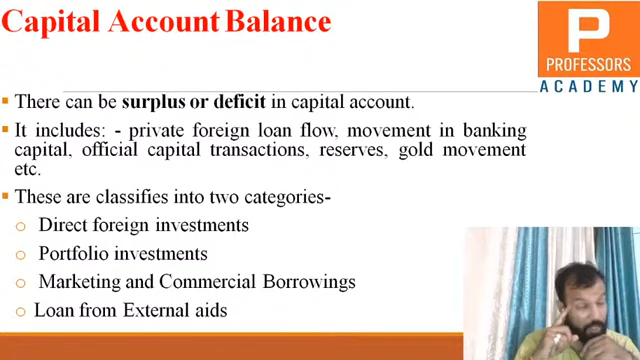 Capital Account Balance
P
PROFESSORS
ACADEMY
▪ There can be surplus or deficit in capital account.
▪ It includes: - private foreign loan flow, movement in banking
capital, official capital transactions, reserves, gold movement
etc.
▪ These are classifies into two categories-
o Direct foreign investments
o Portfolio investments
o Marketing and Commercial Borrowings
o Loan from External aids